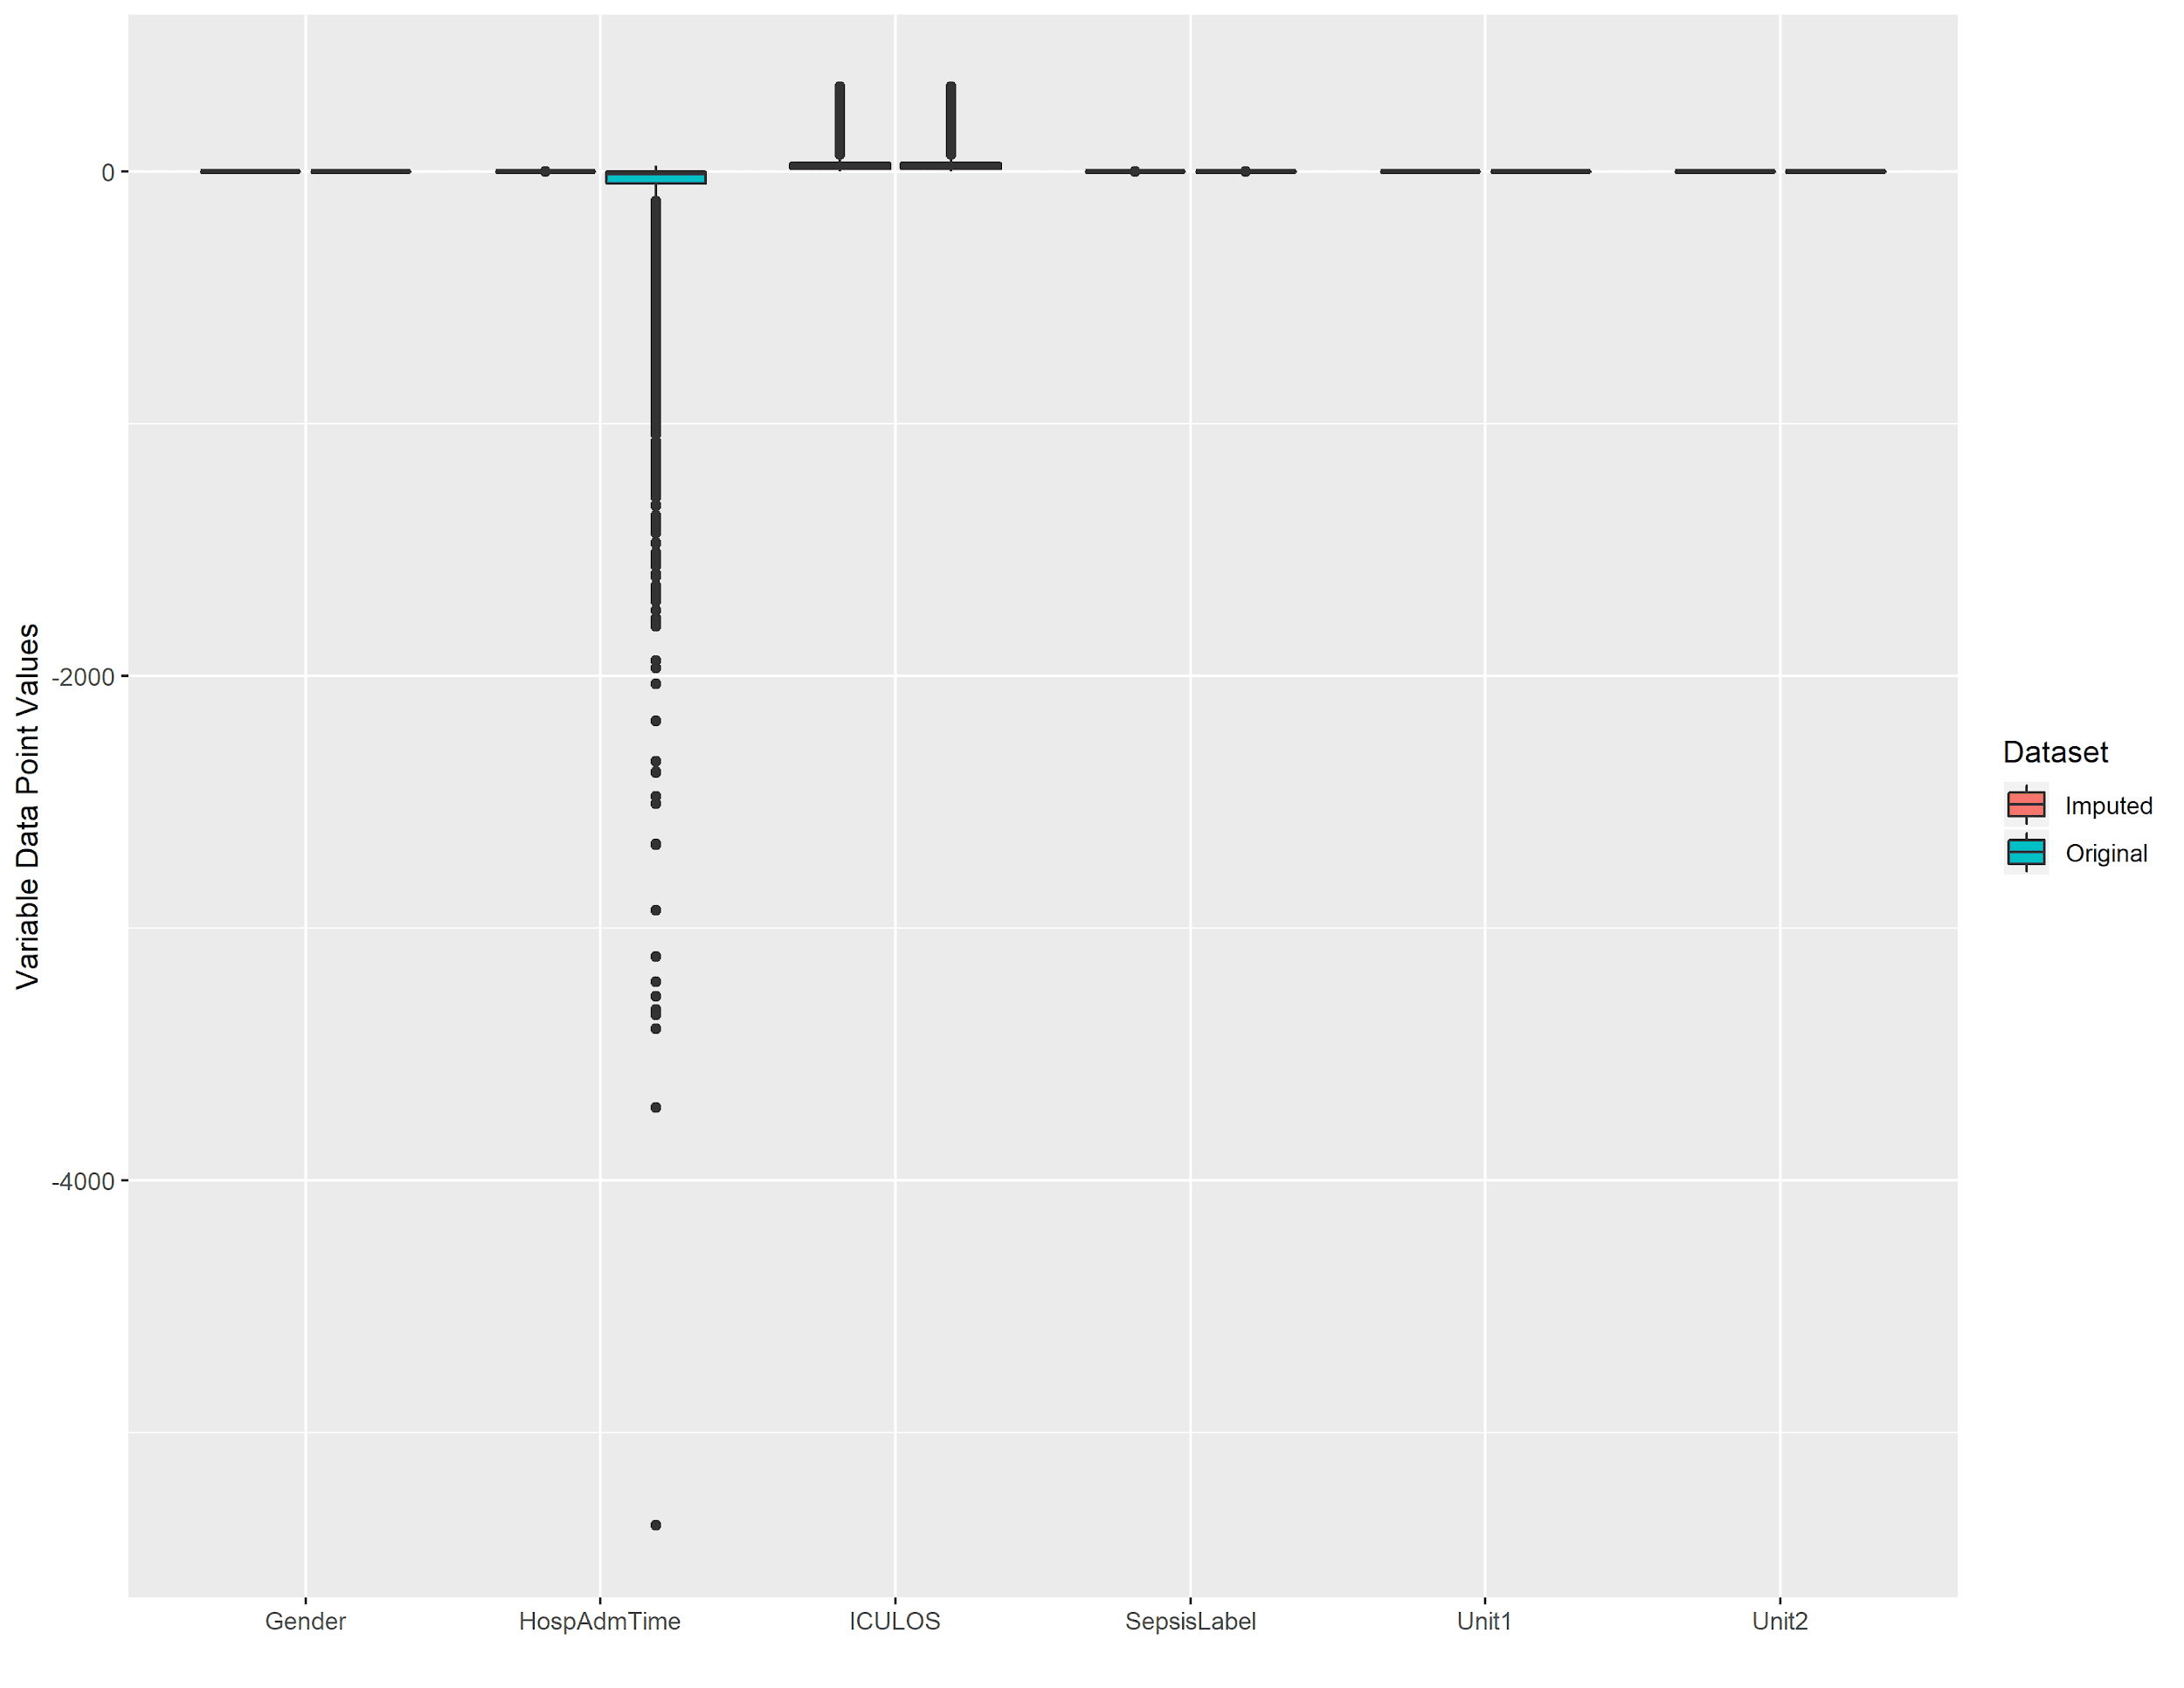 Variable Data Point Values
0
-2000
-4000
Gender
HospAdmTime
ICULOS
SepsisLabel
Unit1
Unit2
Dataset
Imputed
Original